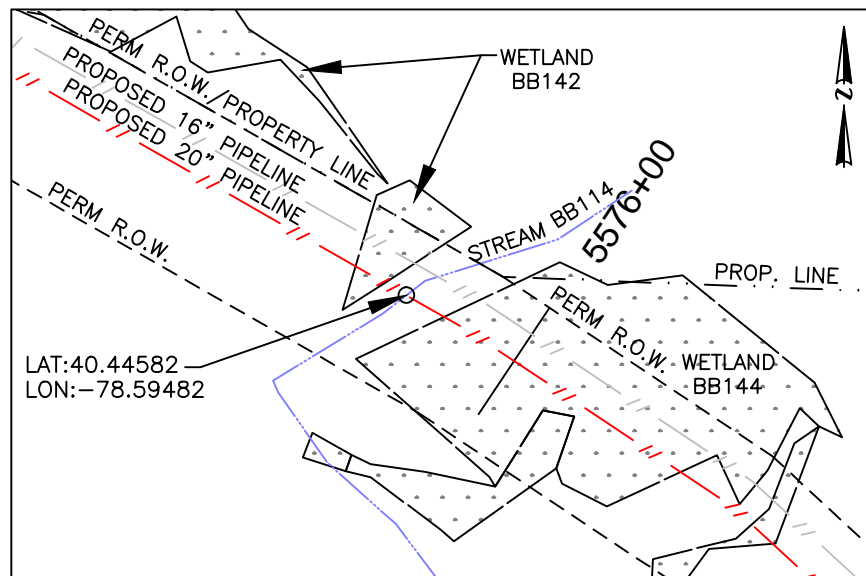 PERM R.O.W./PROPERTY LINE
PROPOSED 16" PIPELINE
PROPOSED 20" PIPELINE
PERM R.O.W.
WETLAND
BB142
N
STREAM BB114
5576+00
PROP. LINE
PERM R.O.W.
WETLAND
BB144
LAT:40.44582
LON:-78.59482